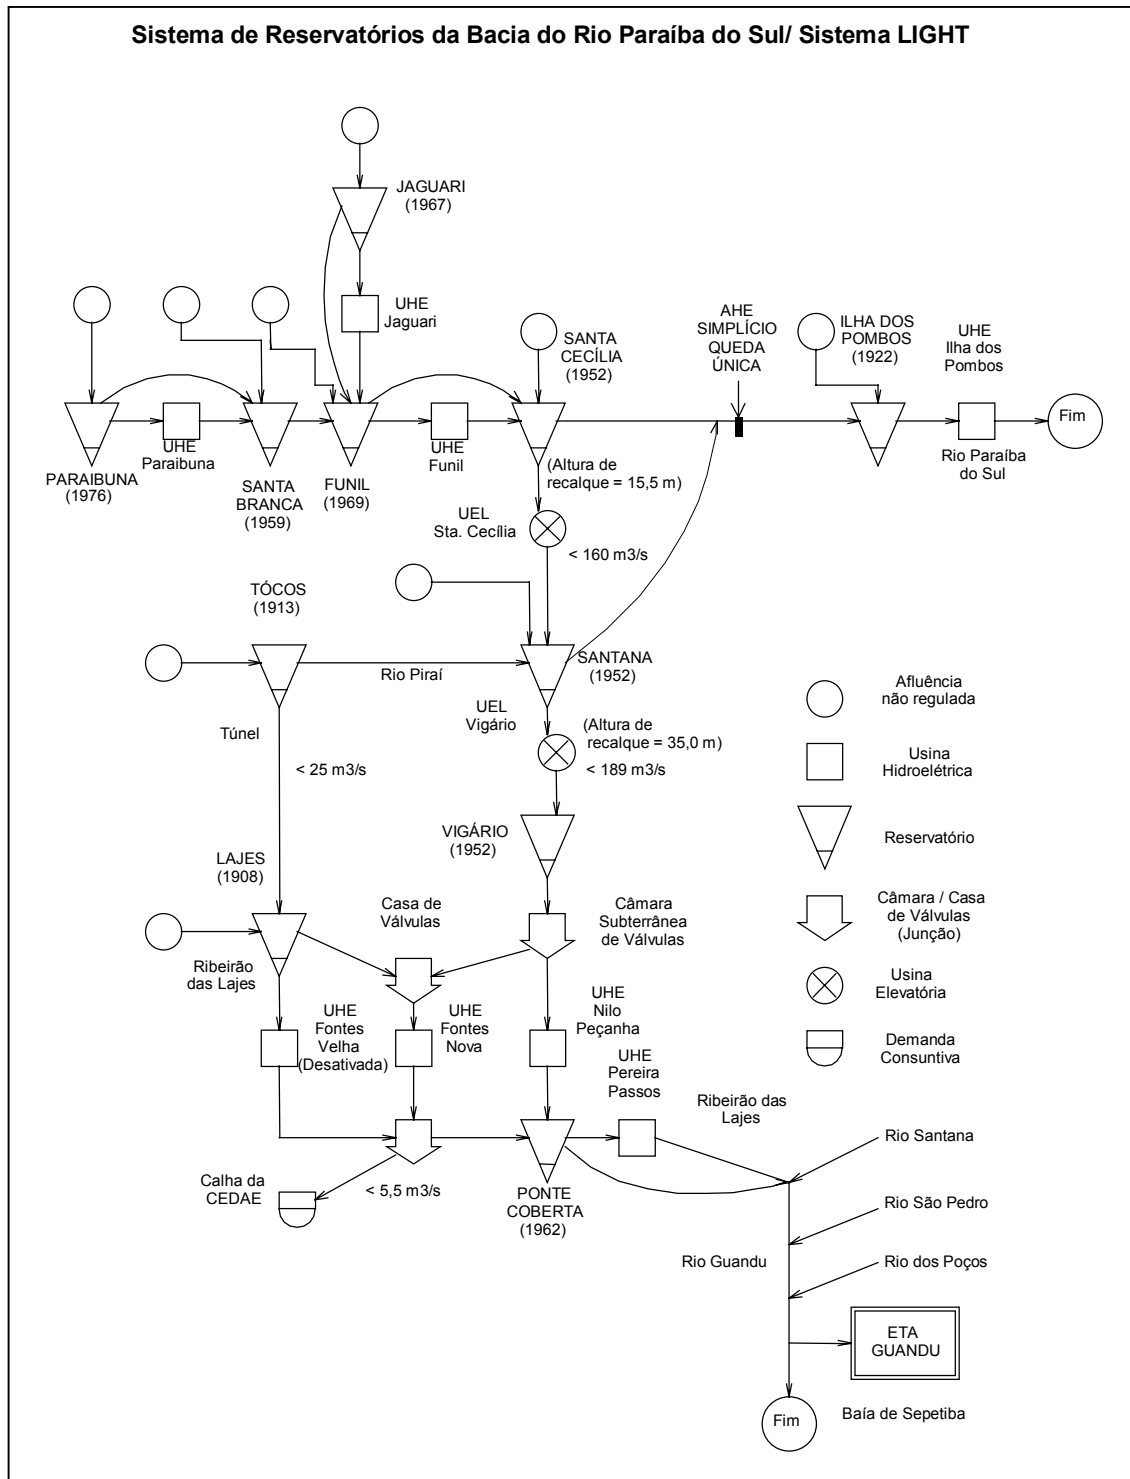 Sistema de Reservatórios da Bacia do Rio Paraíba do Sul/ Sistema LIGHT
JAGUARI
(1967)
UHE
Jaguari
SANTA
CECÍLIA
(1952)
AHE
SIMPLÍCIO
QUEDA
ÚNICA
ILHA DOS
POMBOS
(1922)
UHE
Ilha dos
Pombos
Fim
PARAIBUNA
(1976)
UHE
Paraibuna
SANTA
BRANCA
(1959)
FUNIL
(1969)
UHE
Funil
(Altura de
recalque = 15,5 m)
Rio Paraíba
do Sul
UEL
Sta. Cecília
< 160 m3/s
TÓCOS
(1913)
Rio Piraí
SANTANA
(1952)
Túnel
UEL
Vigário
(Altura de
recalque = 35,0 m)
< 25 m3/s
< 189 m3/s
VIGÁRIO
(1952)
LAJES
(1908)
Casa de
Válvulas
Câmara
Subterrânea
de Válvulas
Ribeirão
das Lajes
UHE
Fontes
Velha
(Desativada)
UHE
Fontes
Nova
UHE
Nilo
Peçanha
UHE
Pereira
Passos
Ribeirão das
Lajes
Calha da
CEDAE
< 5,5 m3/s
PONTE
COBERTA
(1962)
Afluência
não regulada
Usina
Hidroelétrica
Reservatório
Câmara / Casa
de Válvulas
(Junção)
Usina
Elevatória
Demanda
Consuntiva
Rio Santana
Rio São Pedro
Rio Guandu
Rio dos Poços
ETA
GUANDU
Fim
Baía de Sepetiba